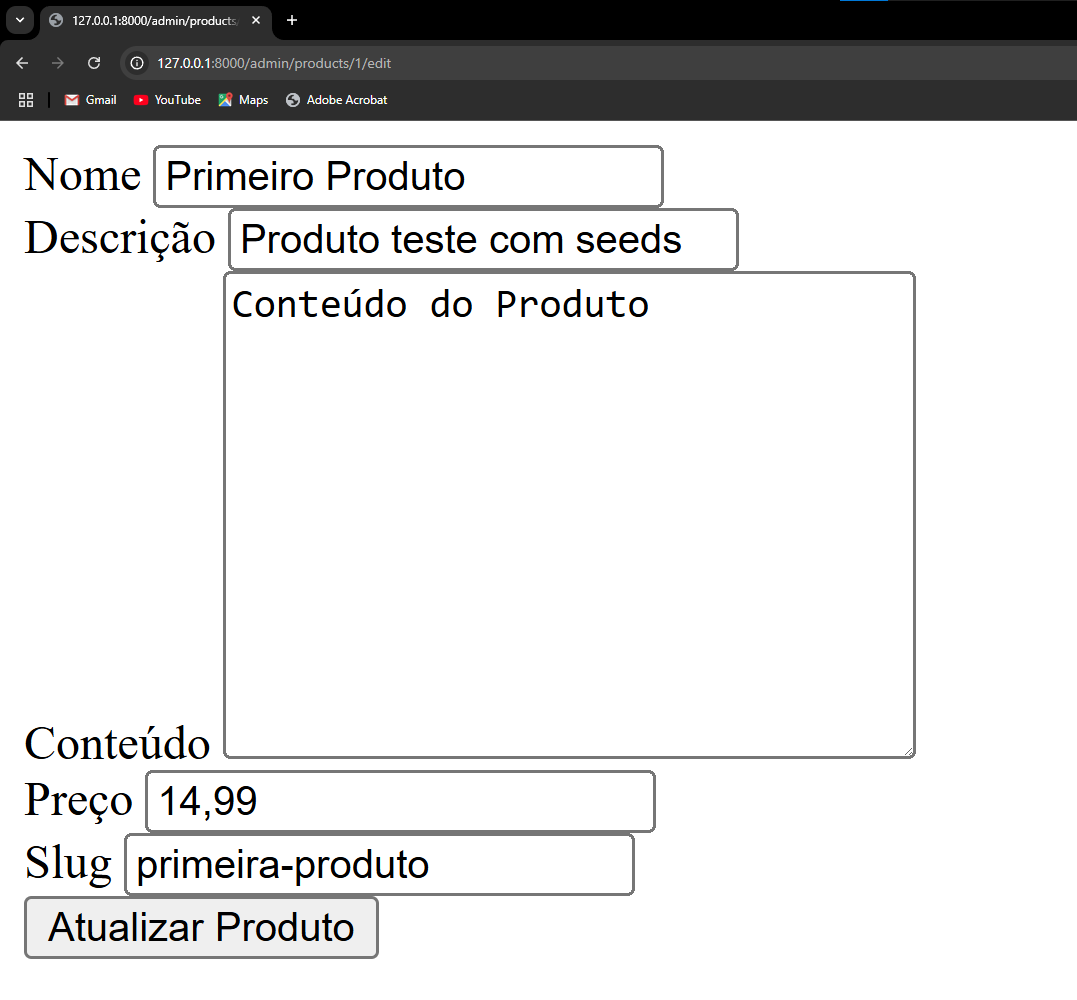 127.0.0.1:8000/admin/products
127.0.0.1:8000/admin/products/1/edit
Gmail YouTube Maps Adobe Acrobat
Nome Primeiro Produto
Descrição Produto teste com seeds
Conteúdo do Produto
Conteúdo
Preço 14,99
Slug primeira-produto
Atualizar Produto